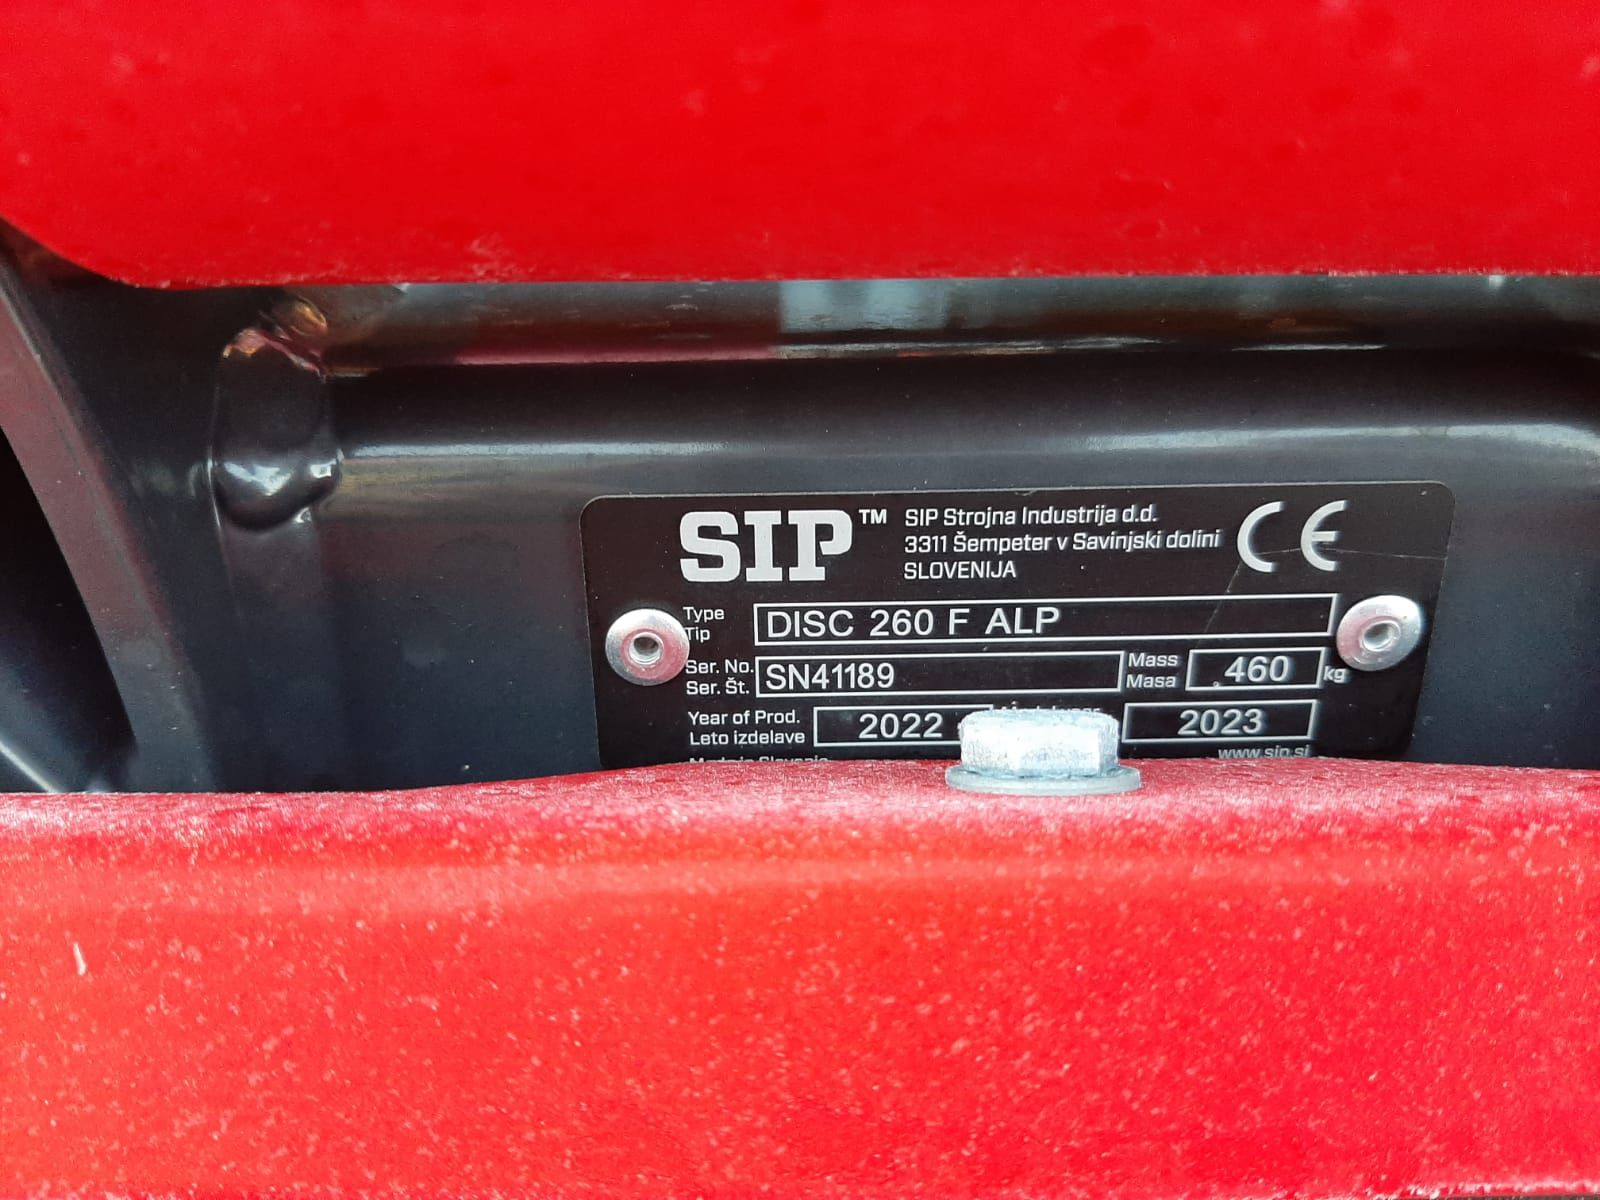 SIP™
SIP Strojna Industrija d.d.
3311 Šempeter v Savinjski dolini
SLOVENIJA
CE
Type
Tip
DISC 260 F ALP
Ser. No.
Ser. Št.
SN41189
Mass
Masa
460
kg
Year of Prod.
Leto izdelave
2022
2023
www.sip.si